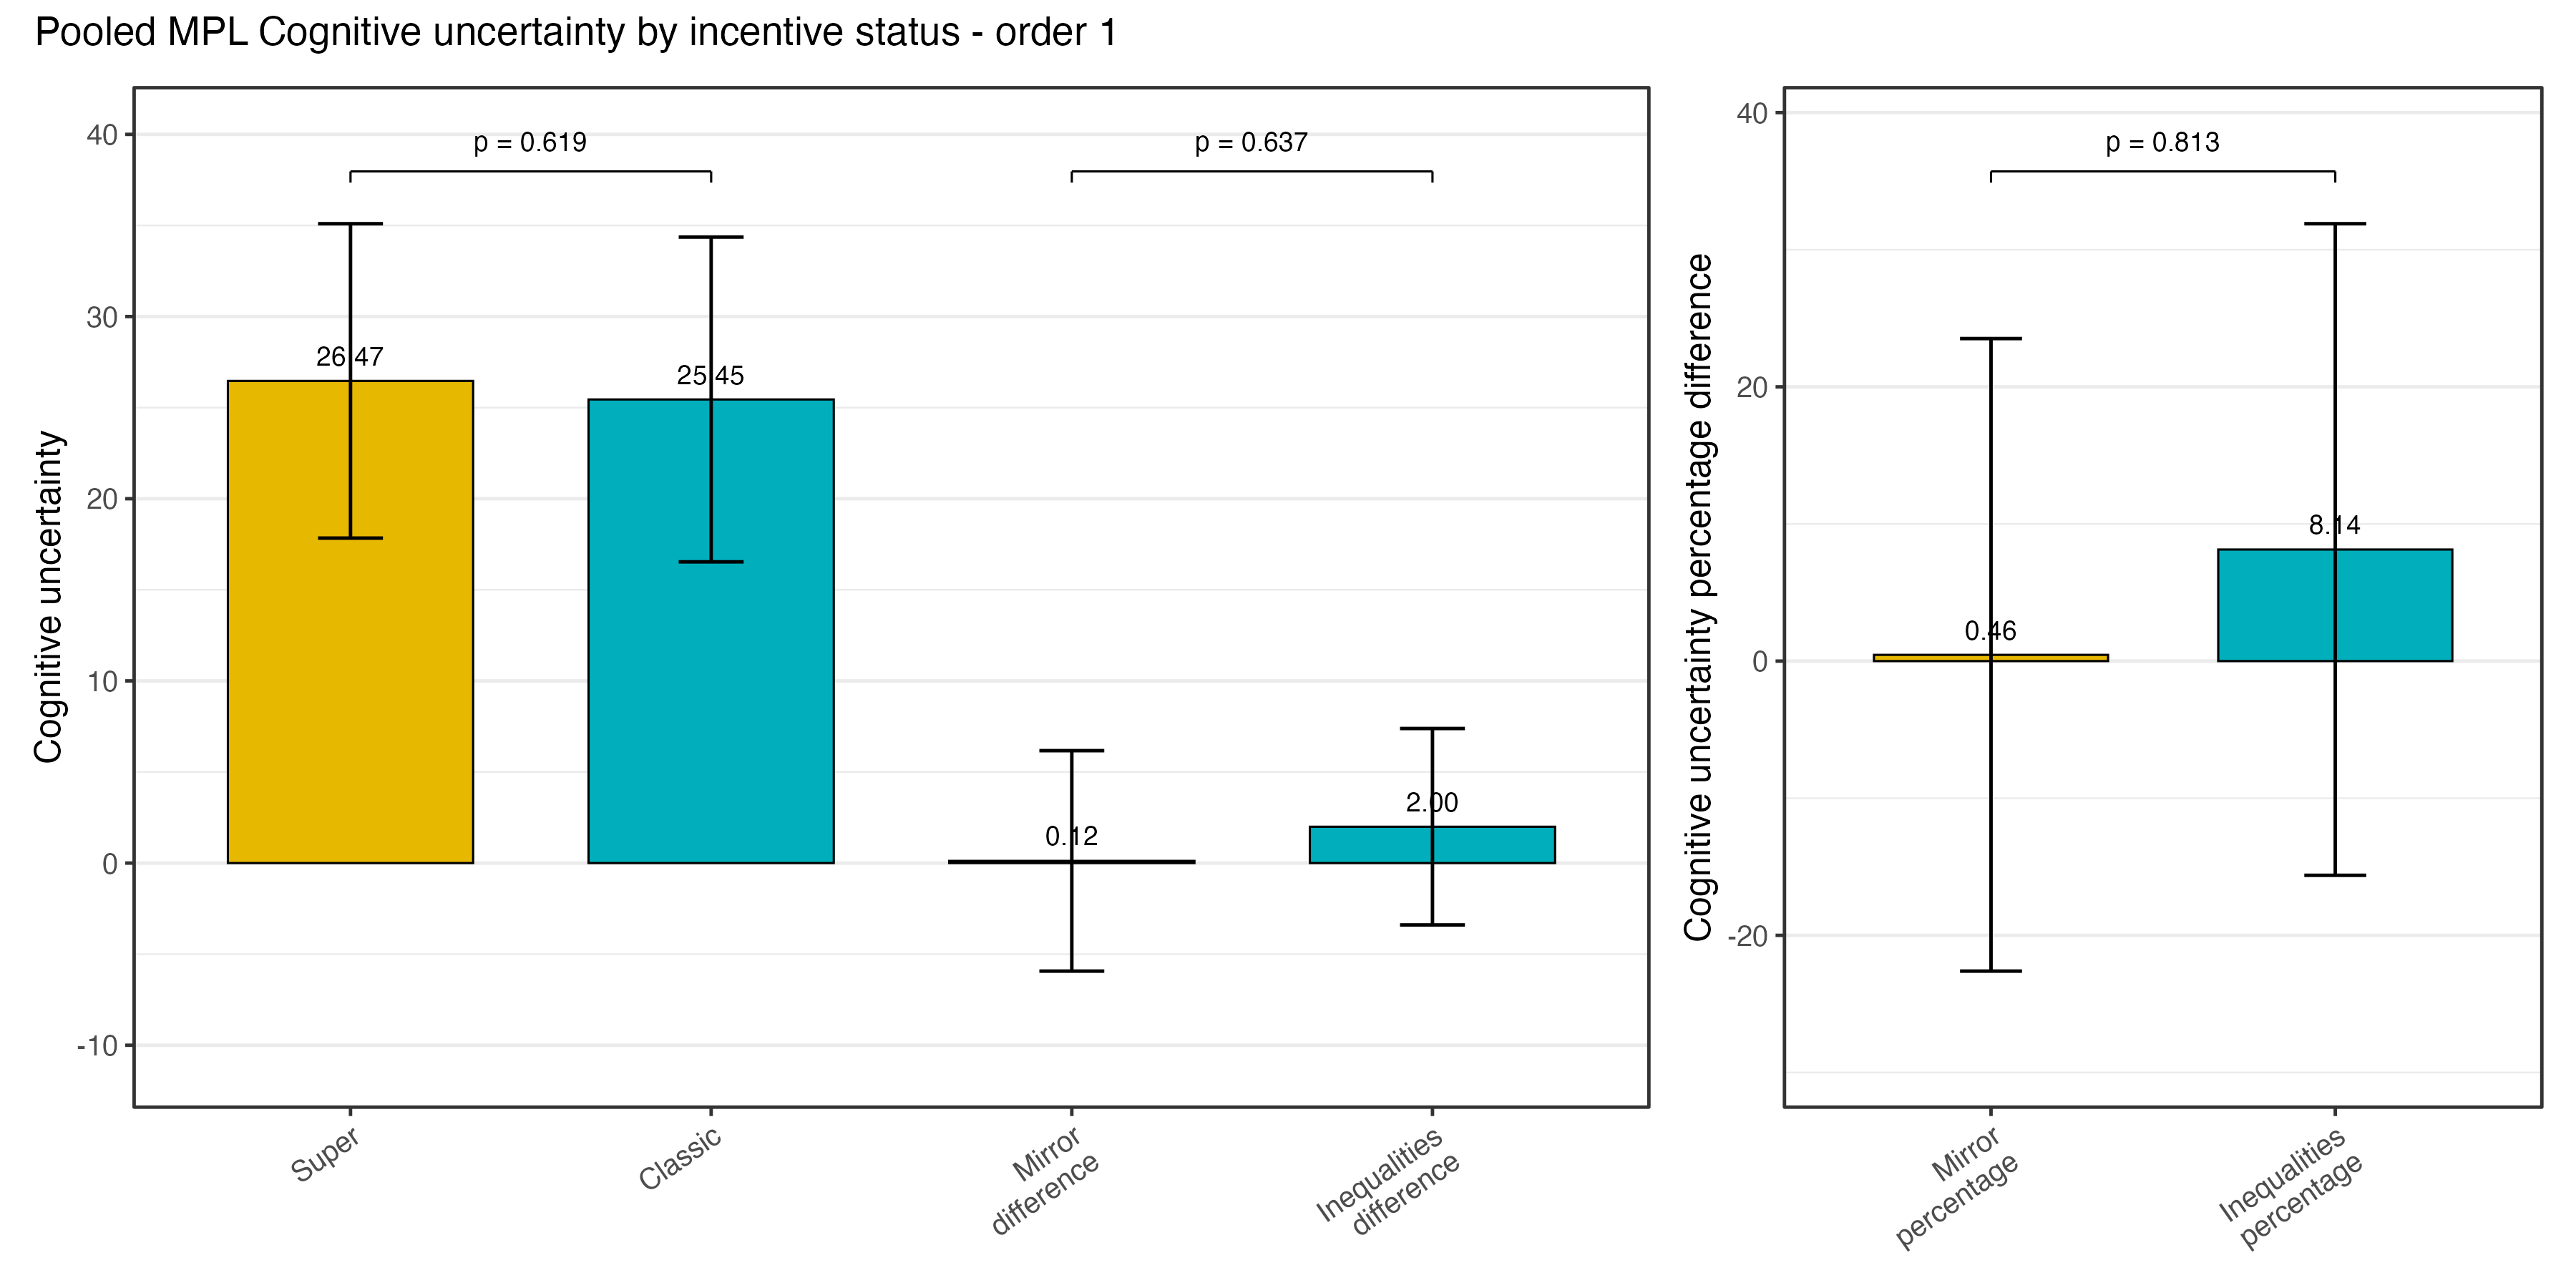 Pooled MPL Cognitive uncertainty by incentive status - order 1
Cognitive uncertainty
40
30
20
10
0
-10
p = 0.619
p = 0.637
26.47
25.45
0.12
2.00
Super
Classic
Mirror
difference
Inequalities
difference
Cognitive uncertainty percentage difference
40
20
0
-20
p = 0.813
0.46
8.14
Mirror
percentage
Inequalities
percentage